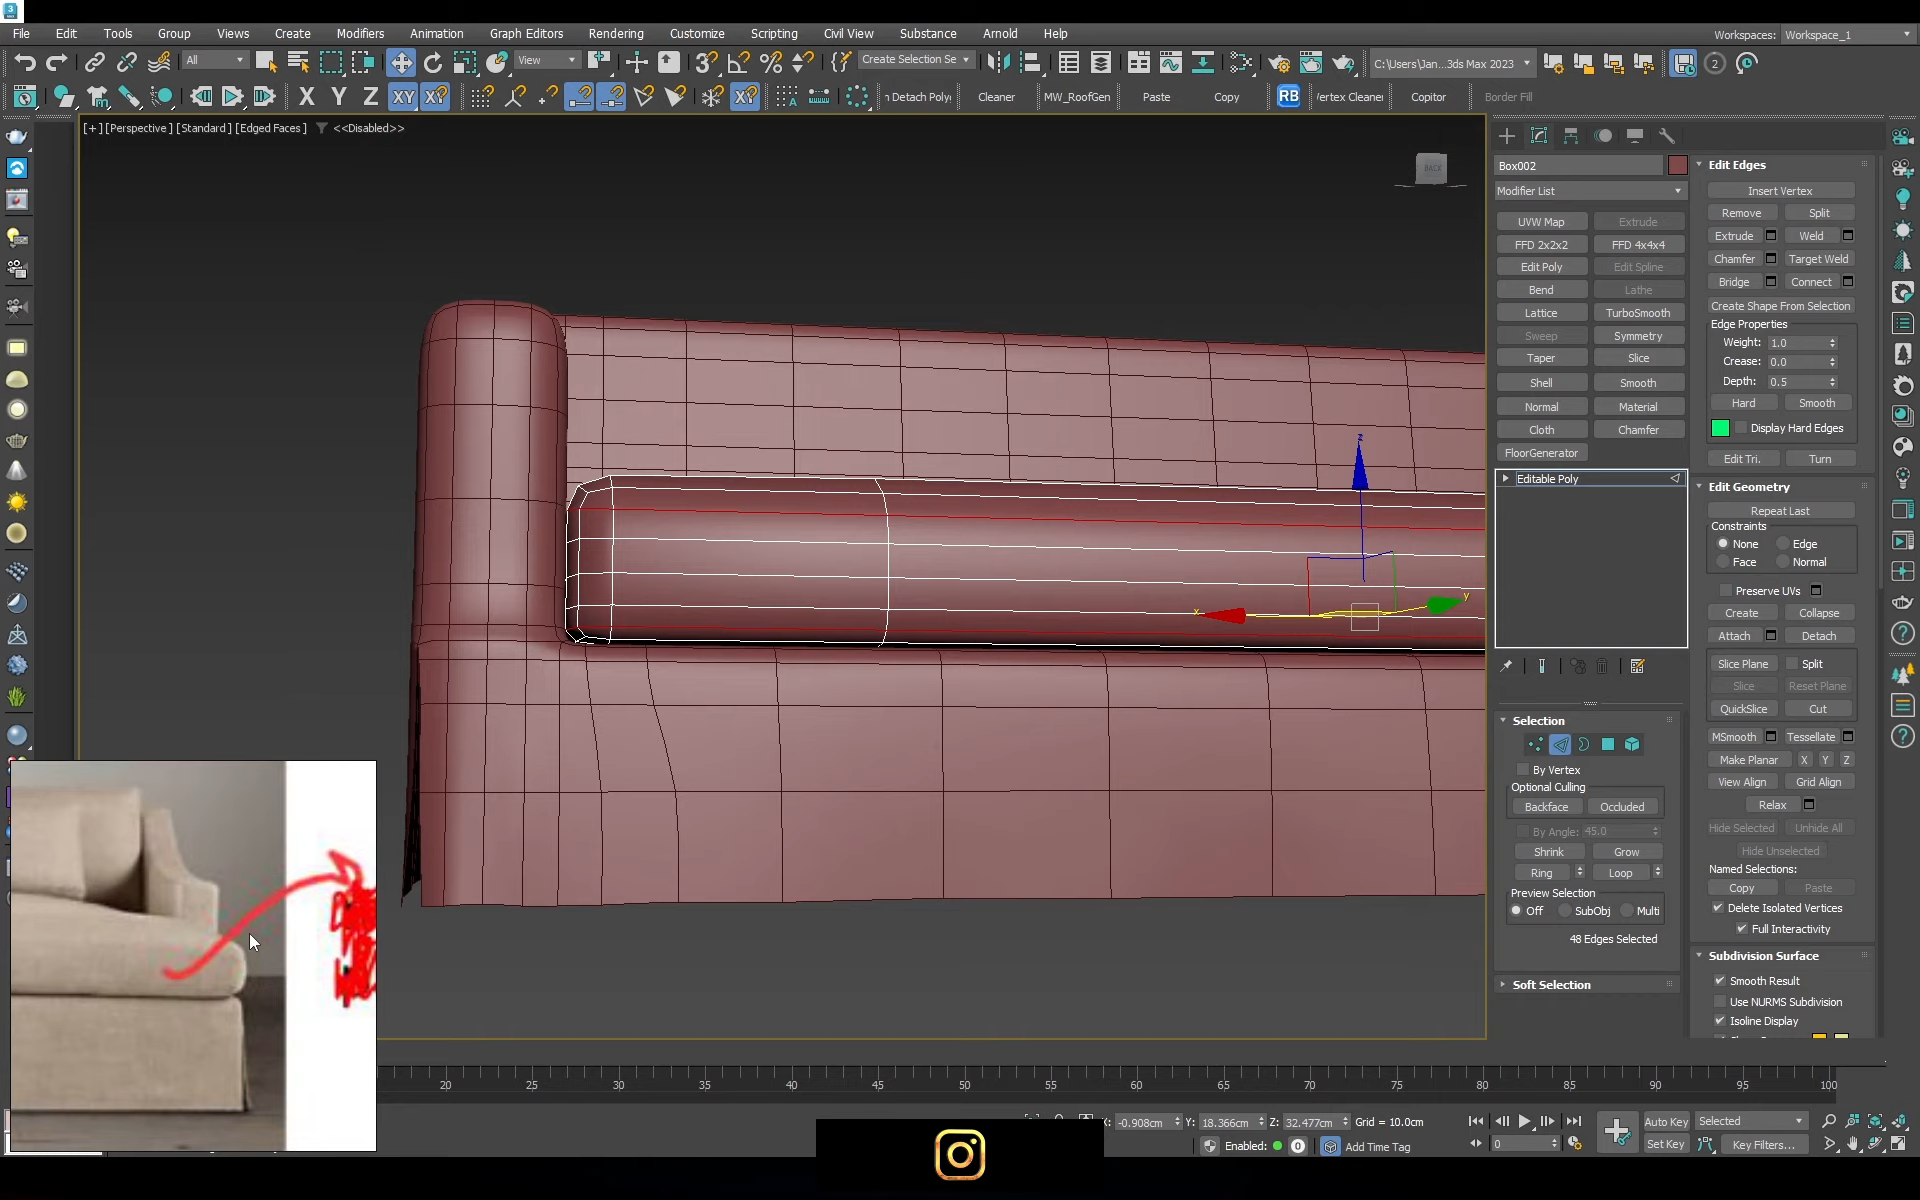 3
File Edit Tools Group Views Create Modifiers Animation Graph Editors Rendering Customize Scripting Civil View Substance Arnold Help Workspaces: Workspace_1
All View Create Selection Se C:\Users\Jan...3ds Max 2023 2
X Y Z XY XY Detach Poly Cleaner MW_RoofGen Paste Copy RB Vertex Cleaner Copitor Border Fill
[+] [Perspective] [Standard] [Edged Faces] <<Disabled>>
BACK
Box002
Modifier List
UVW Map Extrude
FFD 2x2x2 FFD 4x4x4
Edit Poly Edit Spline
Bend Lathe
Lattice TurboSmooth
Sweep Symmetry
Taper Slice
Shell Smooth
Normal Material
Cloth Chamfer
FloorGenerator
Editable Poly
Selection
By Vertex
Optional Culling
Backface Occluded
By Angle: 45.0
Shrink Grow
Ring Loop
Preview Selection
Off SubObj Multi
48 Edges Selected
Soft Selection
Edit Edges
Insert Vertex
Remove Split
Extrude Weld
Chamfer Target Weld
Bridge Connect
Create Shape From Selection
Edge Properties
Weight: 1.0
Crease: 0.0
Depth: 0.5
Hard Smooth
Display Hard Edges
Edit Tri. Turn
Edit Geometry
Repeat Last
Constraints
None Edge
Face Normal
Preserve UVs
Create Collapse
Attach Detach
Slice Plane Split
Slice Reset Plane
QuickSlice Cut
MSmooth Tessellate
Make Planar X Y Z
View Align Grid Align
Relax
Hide Selected Unhide All
Hide Unselected
Named Selections:
Copy Paste
Delete Isolated Vertices
Full Interactivity
Subdivision Surface
Smooth Result
Use NURMS Subdivision
Isoline Display
z
x
y
20 25 30 35 40 45 50 55 60 65 70 75 80 85 90 95 100
X: -0.908cm Y: 18.366cm Z: 32.477cm Grid = 10.0cm Auto Key Selected
Enabled: 0 Add Time Tag 0 Set Key Key Filters...